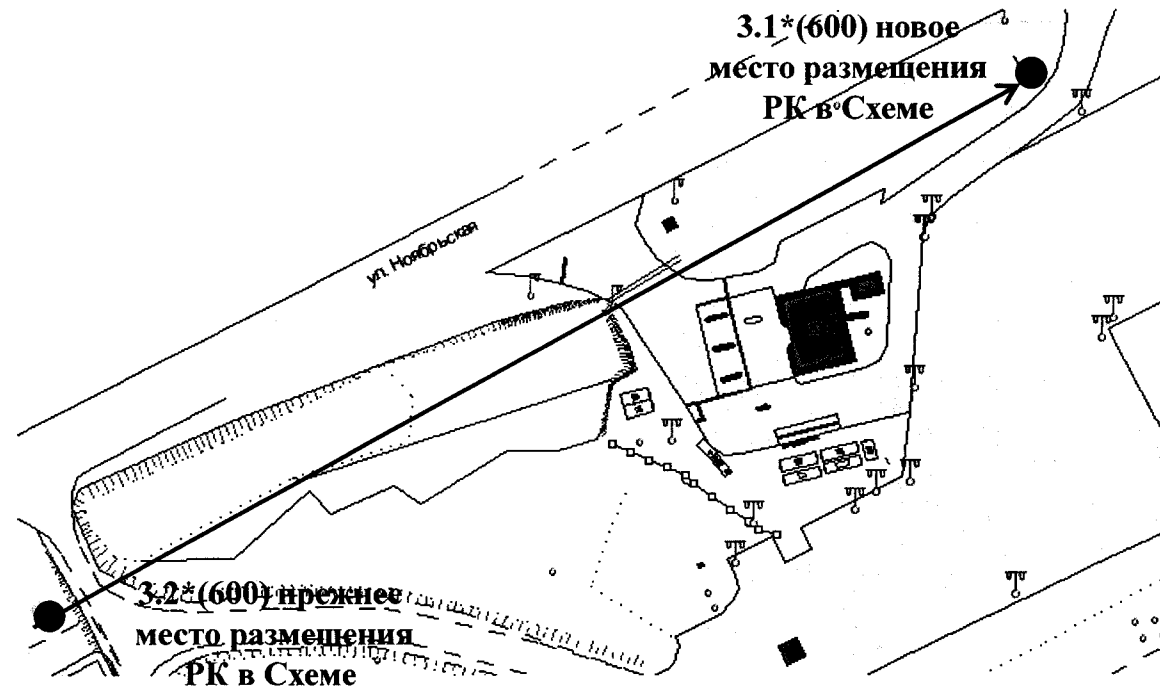 3.1*(600) новое
место размещения
РК в Схеме
ул. Ноябрьская
3.2*(600) прежнее
место размещения
РК в Схеме